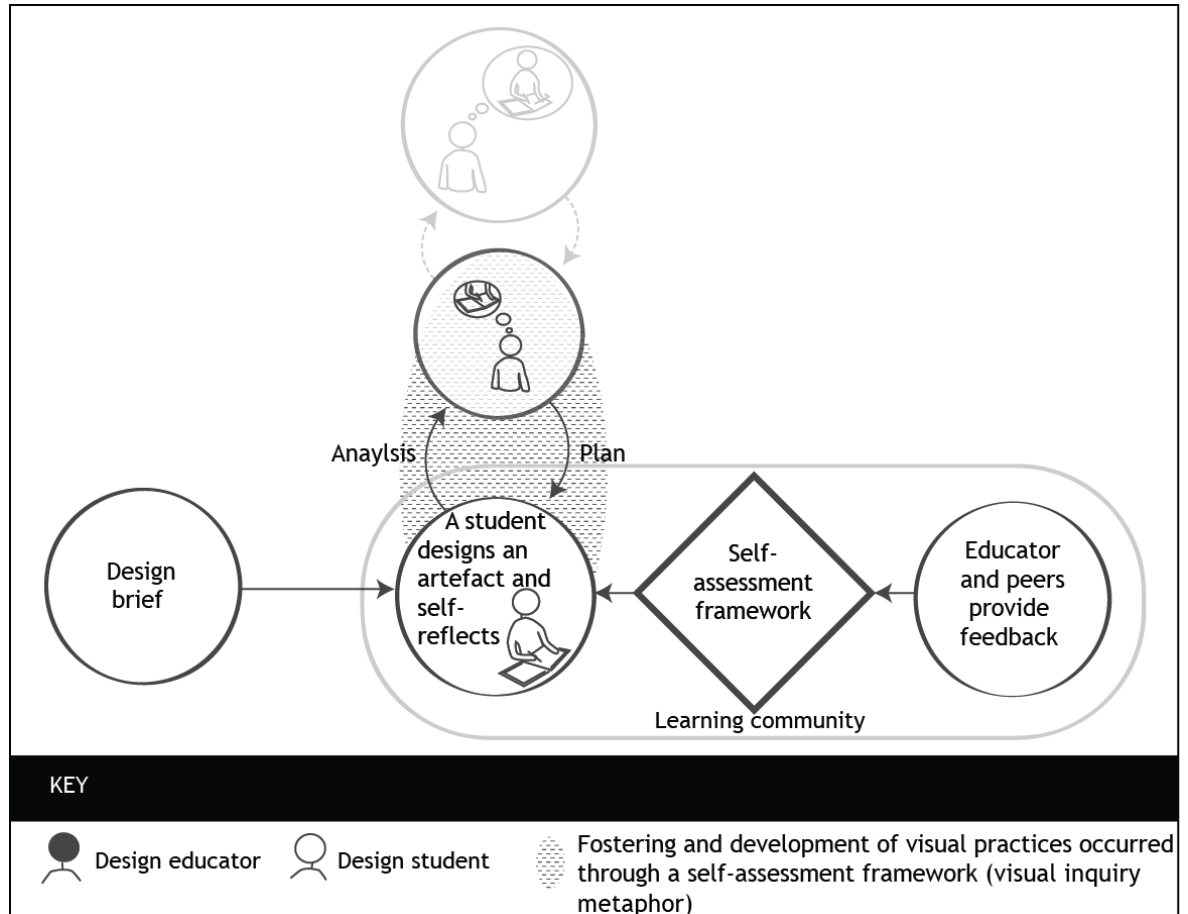 Anaylsis
Plan
Design
brief
A student
designs an
artefact and
self-
reflects
Self-
assessment
framework
Educator
and peers
provide
feedback
Learning community
KEY
Design educator
Design student
Fostering and development of visual practices occurred
through a self-assessment framework (visual inquiry
metaphor)